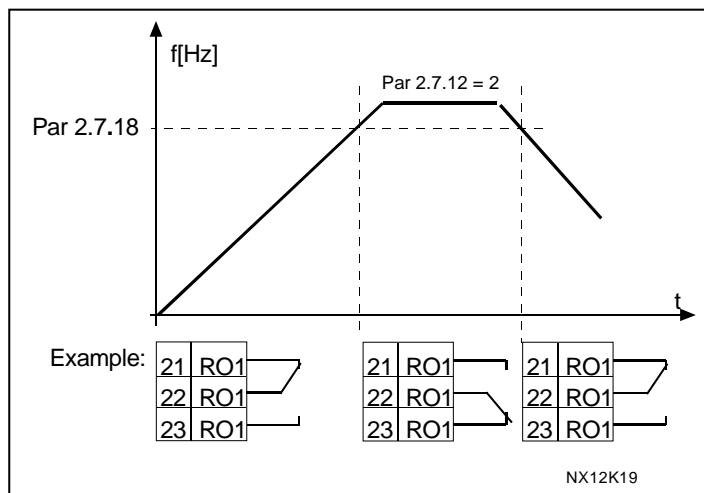 f[Hz]
Par 2.7.12 = 2
Par 2.7.18
t
Example:
21 RO1
22 RO1
23 RO1
21 RO1
22 RO1
23 RO1
21 RO1
22 RO1
23 RO1
NX12K19